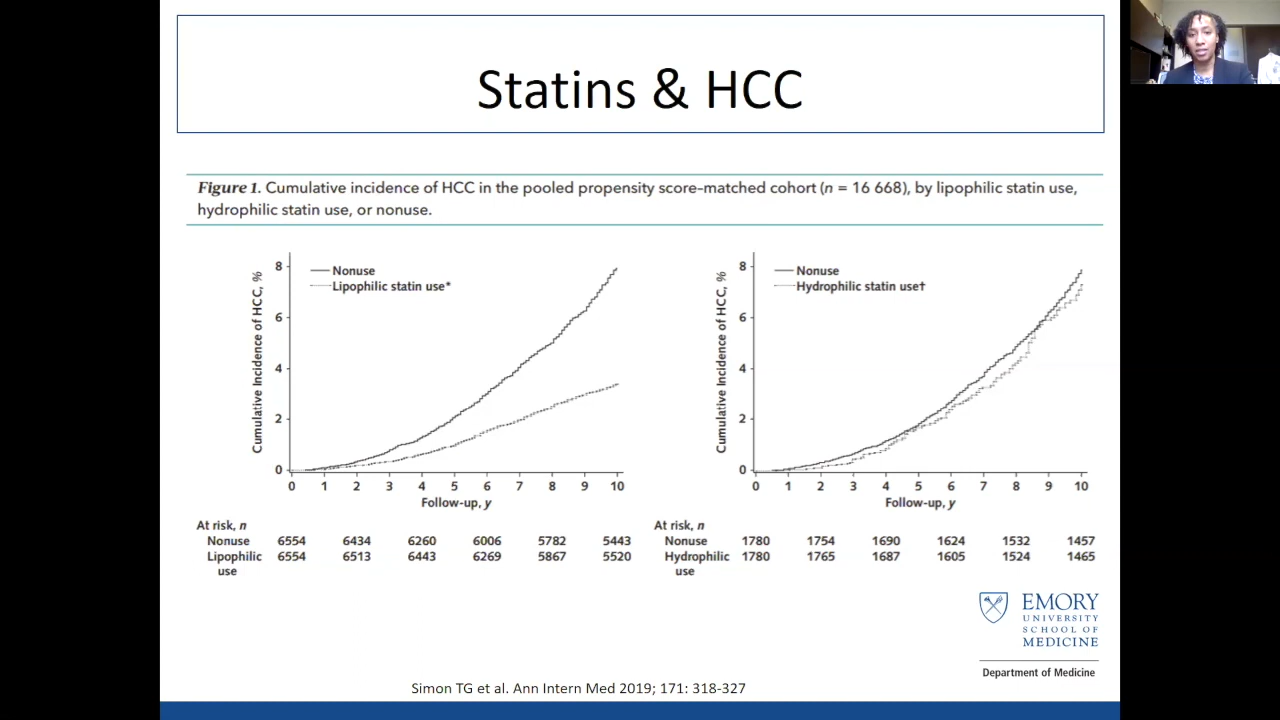 Statins & HCC
Figure 1. Cumulative incidence of HCC in the pooled propensity score–matched cohort (n = 16 668), by lipophilic statin use,
hydrophilic statin use, or nonuse.
Cumulative Incidence of HCC, %
8
6
4
2
0
Nonuse
Lipophilic statin use*
0 1 2 3 4 5 6 7 8 9 10
Follow-up, y
Cumulative Incidence of HCC, %
8
6
4
2
0
Nonuse
Hydrophilic statin use†
0 1 2 3 4 5 6 7 8 9 10
Follow-up, y
At risk, n
Nonuse 6554 6434 6260 6006 5782 5443
Lipophilic 6554 6513 6443 6269 5867 5520
use
At risk, n
Nonuse 1780 1754 1690 1624 1532 1457
Hydrophilic 1780 1765 1687 1605 1524 1465
use
EMORY
UNIVERSITY
SCHOOL OF
MEDICINE
Department of Medicine
Simon TG et al. Ann Intern Med 2019; 171: 318-327